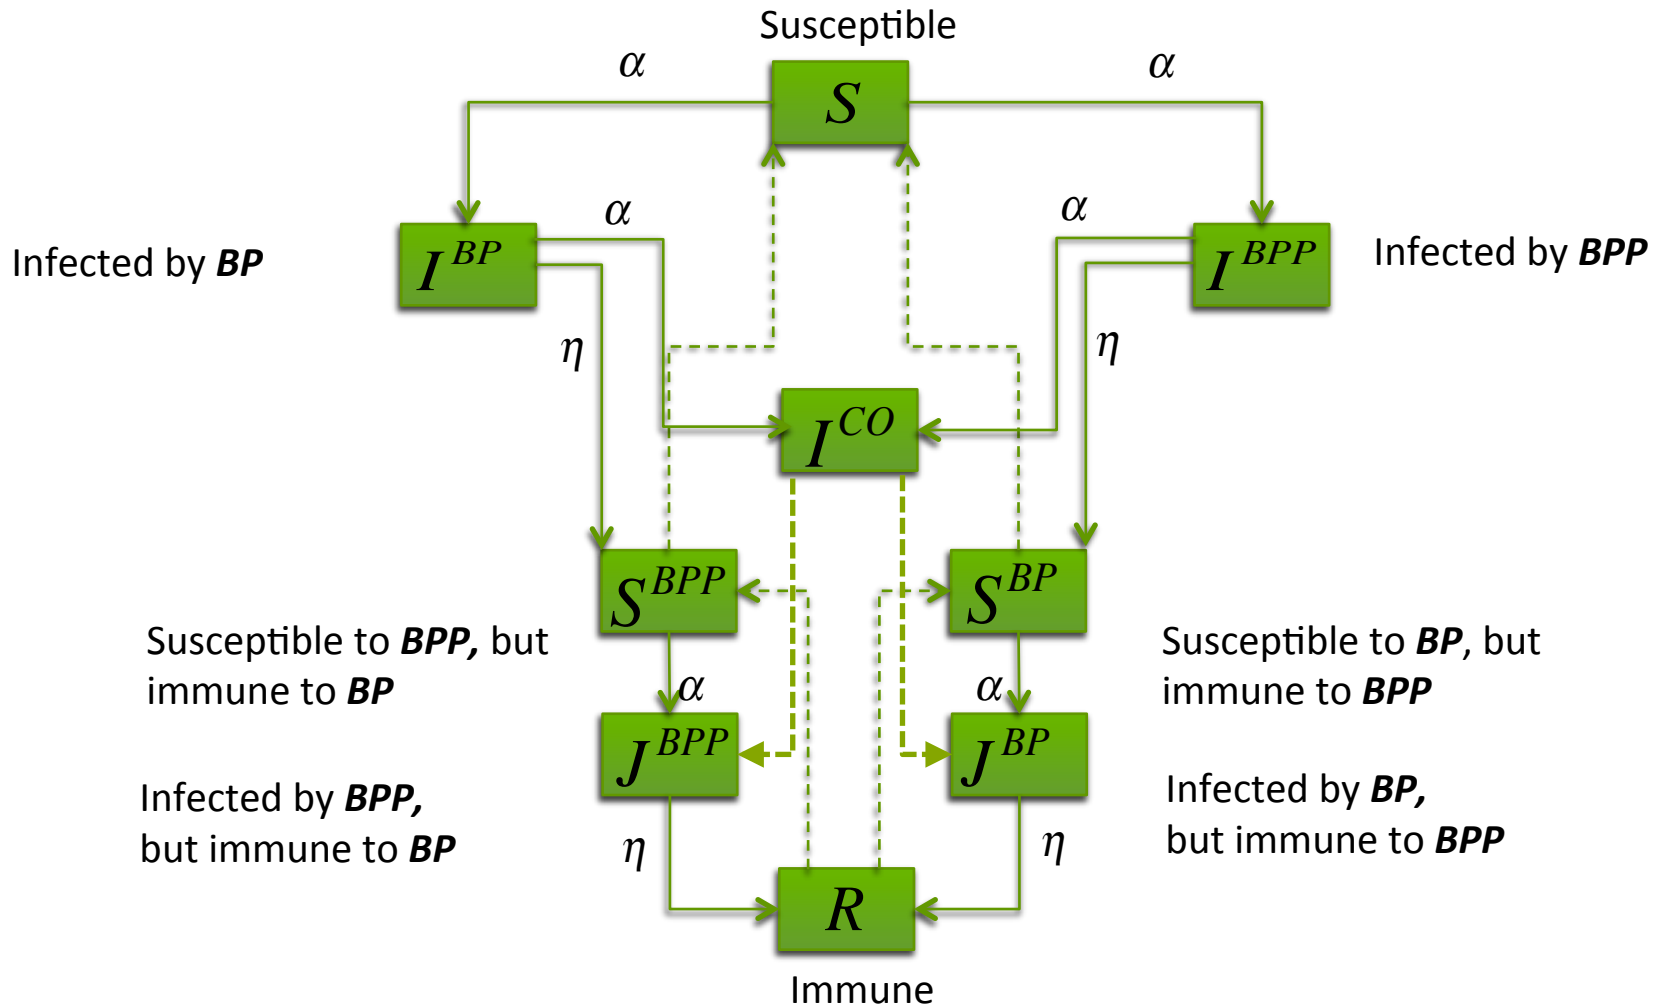 Susceptible
α
α
S
α
α
I^BP
I^BPP
Infected by BP
Infected by BPP
η
η
I^CO
S^BPP
S^BP
Susceptible to BPP, but
immune to BP
Susceptible to BP, but
immune to BPP
α
α
J^BPP
J^BP
Infected by BPP,
but immune to BP
Infected by BP,
but immune to BPP
η
η
R
Immune